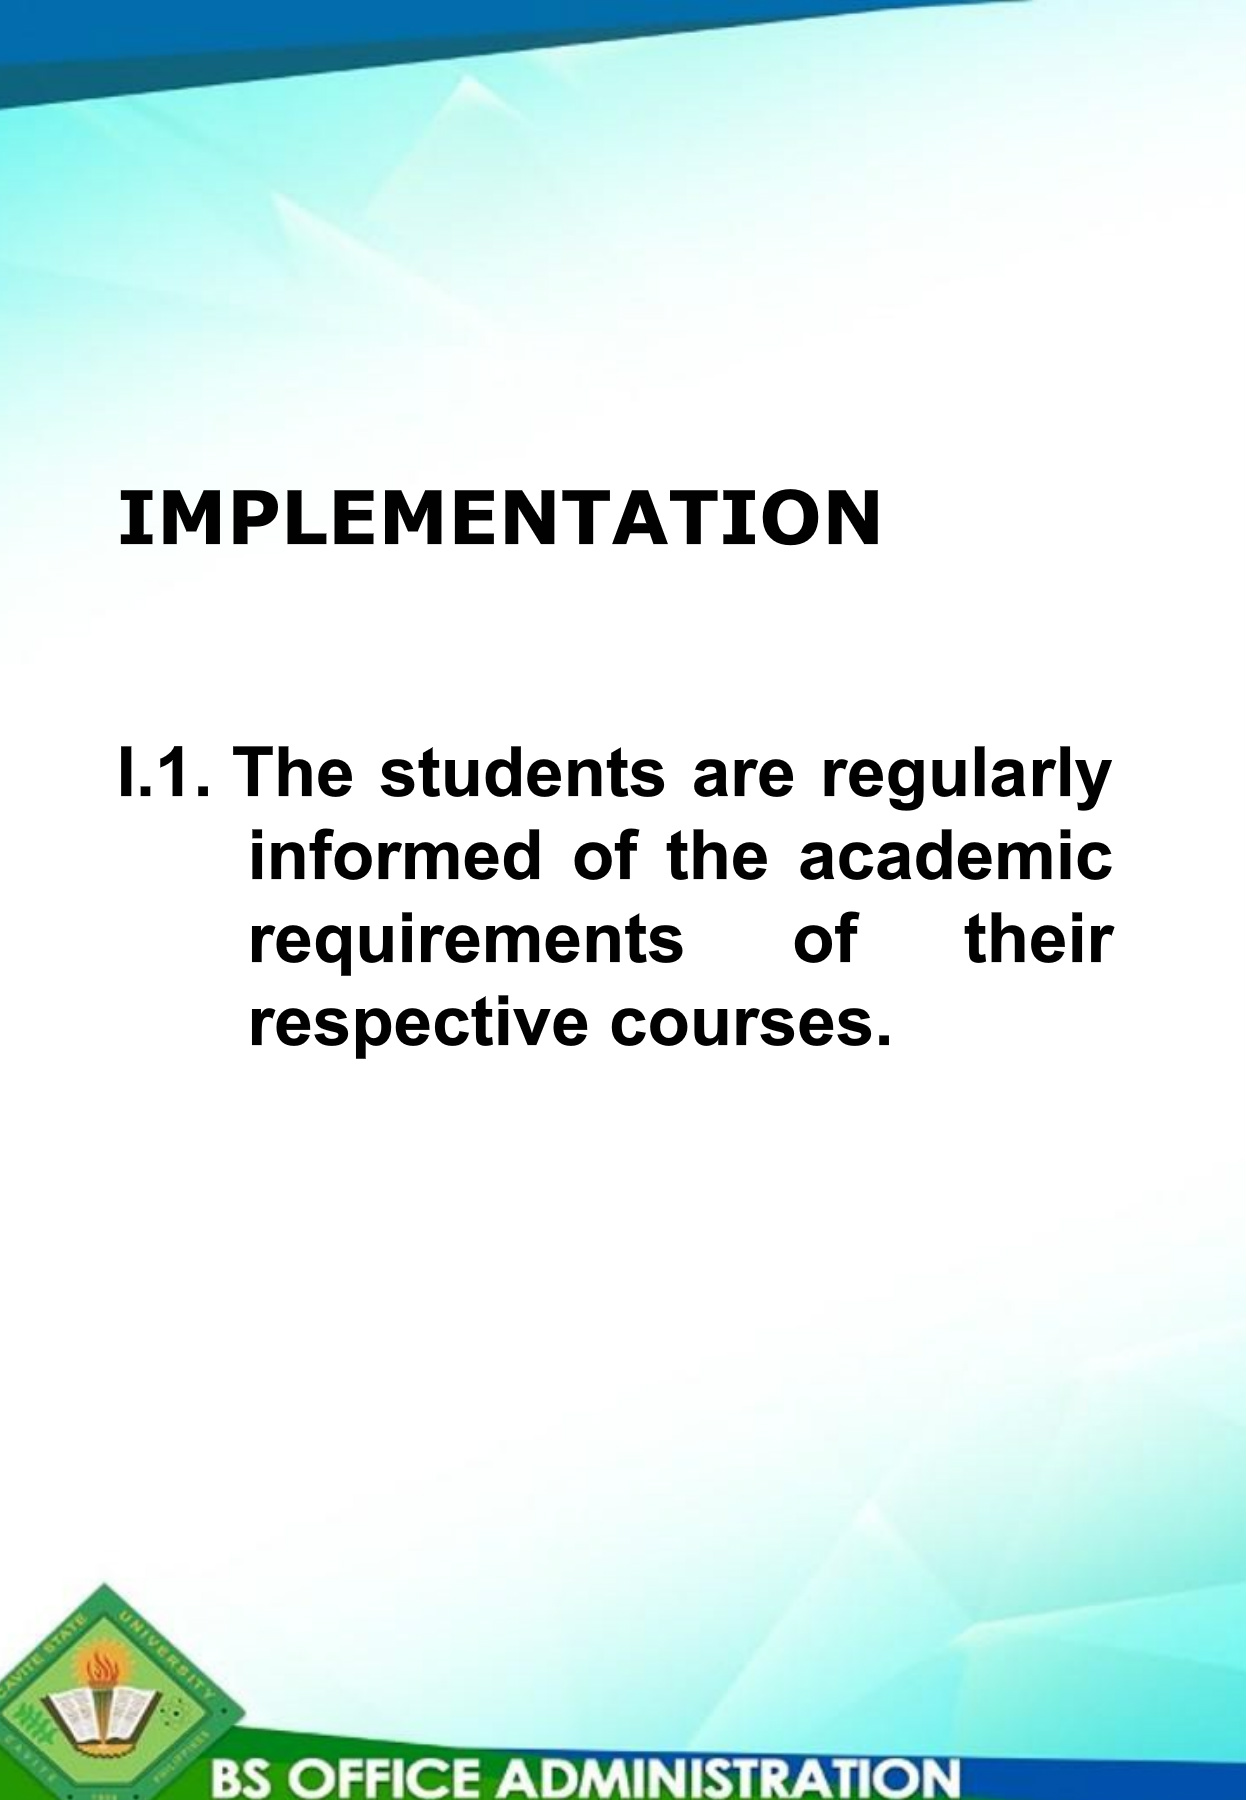 IMPLEMENTATION
I.1. The students are regularly
informed of the academic
requirements of their
respective courses.
CAVITE STATE UNIVERSITY
CAVITE PHILIPPINES
BS OFFICE ADMINISTRATION